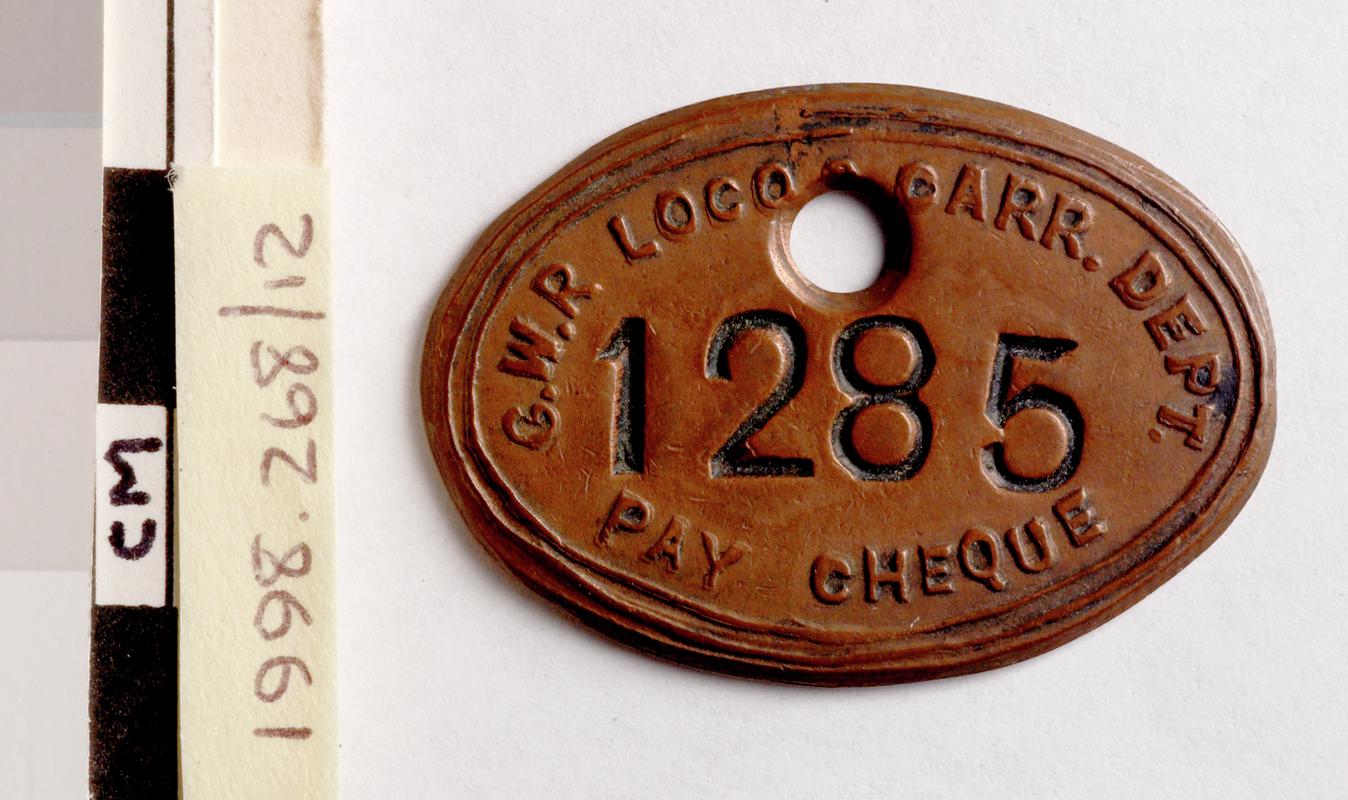 G.W.R. LOCO & CARR. DEPT.
1285
PAY CHEQUE
1998.268/12
CM